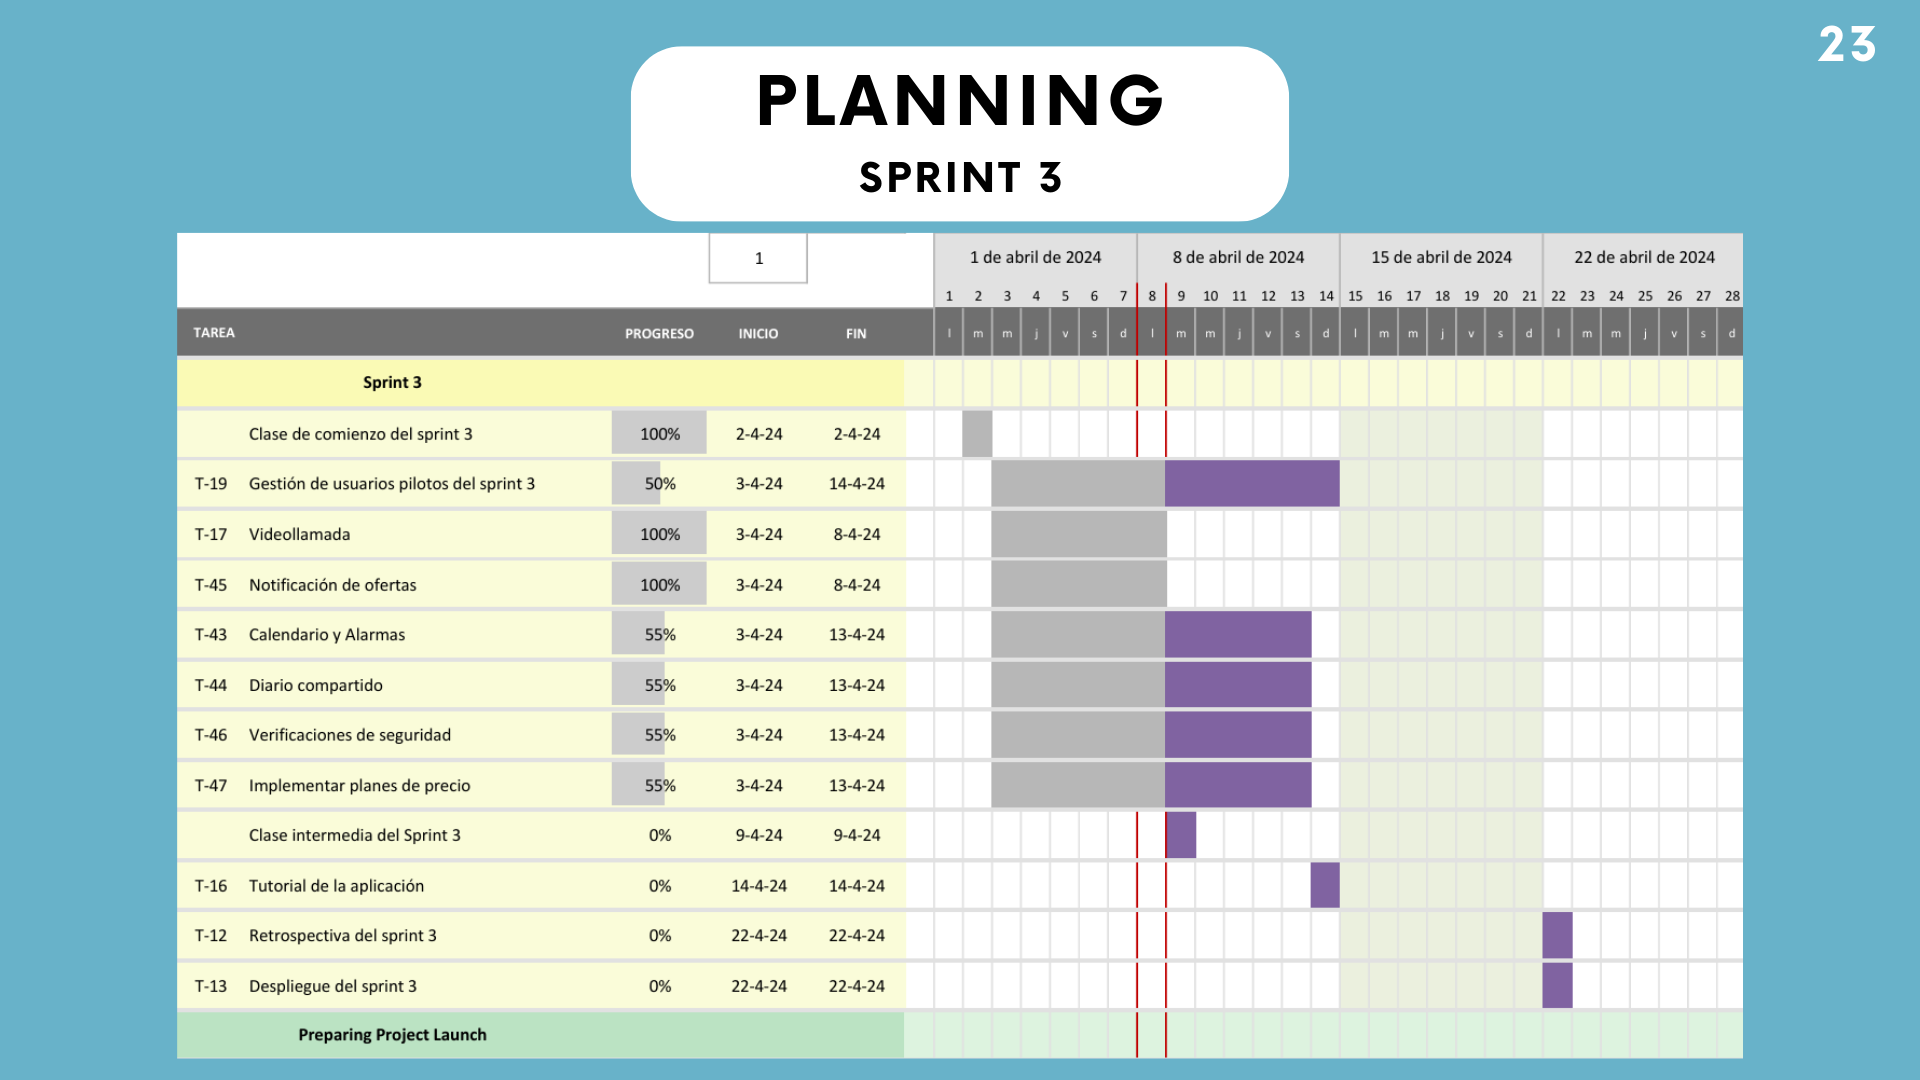 23
PLANNING
SPRINT 3
1
1 de abril de 2024 8 de abril de 2024 15 de abril de 2024 22 de abril de 2024
1 2 3 4 5 6 7 8 9 10 11 12 13 14 15 16 17 18 19 20 21 22 23 24 25 26 27 28
TAREA PROGRESO INICIO FIN l m m j v s d l m m j v s d l m m j v s d l m m j v s d
Sprint 3
Clase de comienzo del sprint 3 100% 2-4-24 2-4-24
T-19 Gestión de usuarios pilotos del sprint 3 50% 3-4-24 14-4-24
T-17 Videollamada 100% 3-4-24 8-4-24
T-45 Notificación de ofertas 100% 3-4-24 8-4-24
T-43 Calendario y Alarmas 55% 3-4-24 13-4-24
T-44 Diario compartido 55% 3-4-24 13-4-24
T-46 Verificaciones de seguridad 55% 3-4-24 13-4-24
T-47 Implementar planes de precio 55% 3-4-24 13-4-24
Clase intermedia del Sprint 3 0% 9-4-24 9-4-24
T-16 Tutorial de la aplicación 0% 14-4-24 14-4-24
T-12 Retrospectiva del sprint 3 0% 22-4-24 22-4-24
T-13 Despliegue del sprint 3 0% 22-4-24 22-4-24
Preparing Project Launch